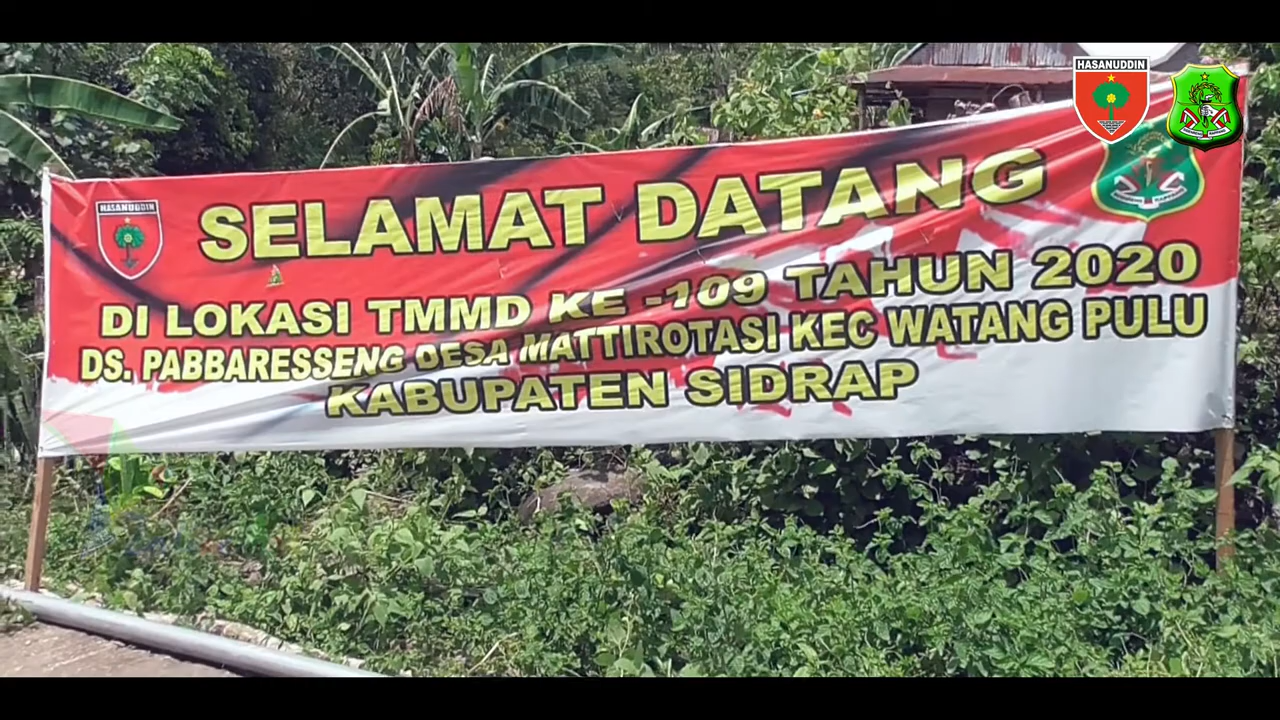 HASANUDDIN
HASANUDDIN
SELAMAT DATANG
DI LOKASI TMMD KE -109 TAHUN 2020
DS. PABBARESSENG DESA MATTIROTASI KEC WATANG PULU
KABUPATEN SIDRAP